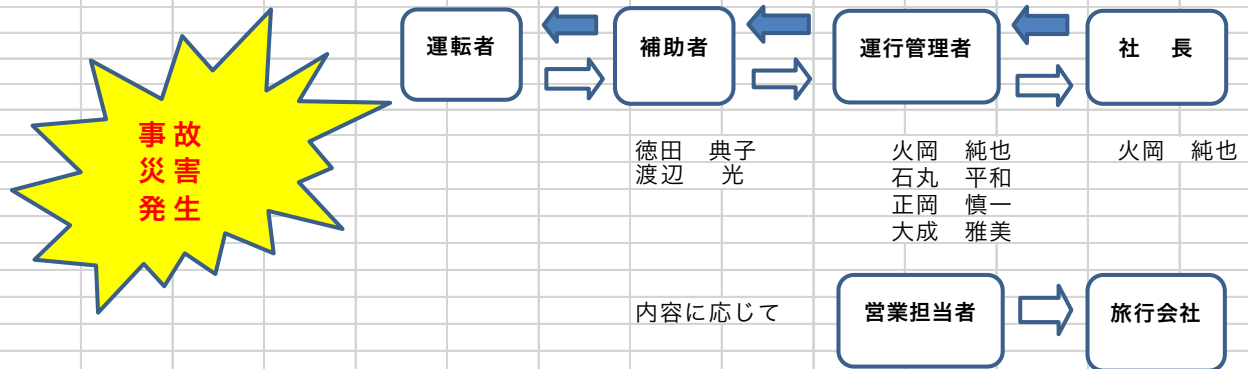 運転者
補助者
運行管理者
社　長
事故
災害
発生
徳田　典子
渡辺　光
火岡　純也
石丸　平和
正岡　慎一
大成　雅美
火岡　純也
内容に応じて
営業担当者
旅行会社